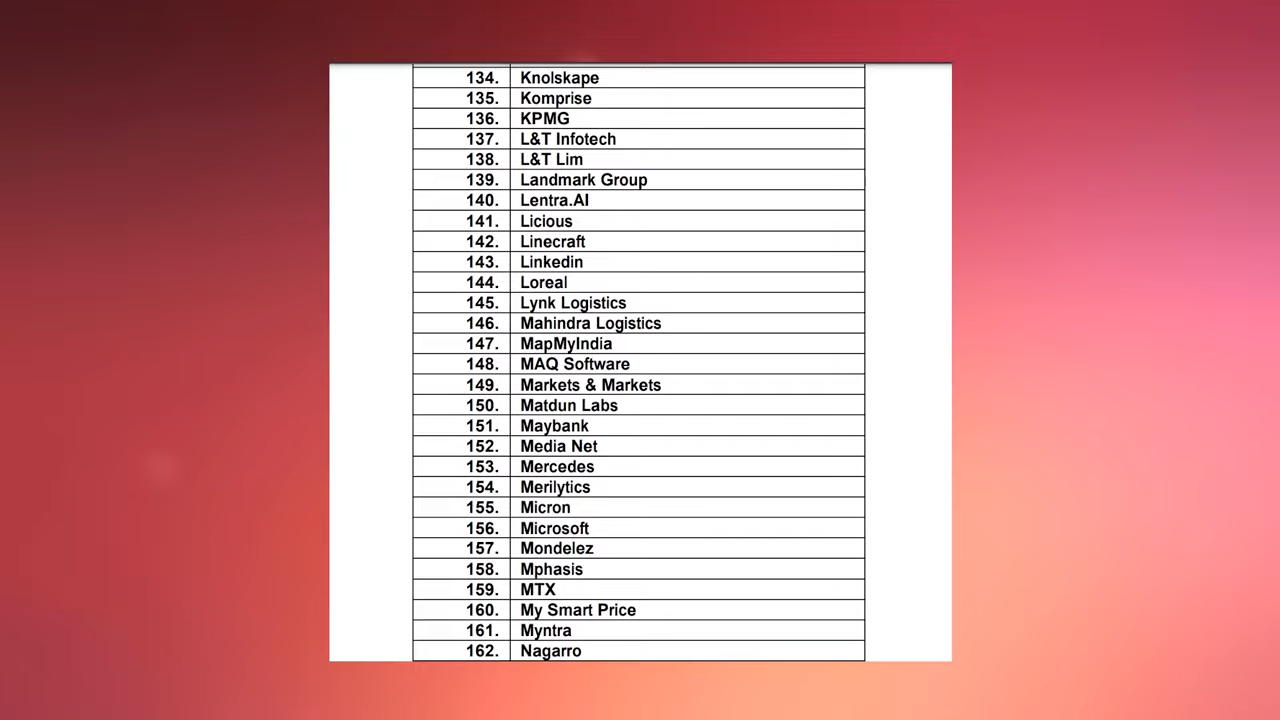 134. Knolskape
135. Komprise
136. KPMG
137. L&T Infotech
138. L&T Lim
139. Landmark Group
140. Lentra.AI
141. Licious
142. Linecraft
143. Linkedin
144. Loreal
145. Lynk Logistics
146. Mahindra Logistics
147. MapMyIndia
148. MAQ Software
149. Markets & Markets
150. Matdun Labs
151. Maybank
152. Media Net
153. Mercedes
154. Merilytics
155. Micron
156. Microsoft
157. Mondelez
158. Mphasis
159. MTX
160. My Smart Price
161. Myntra
162. Nagarro